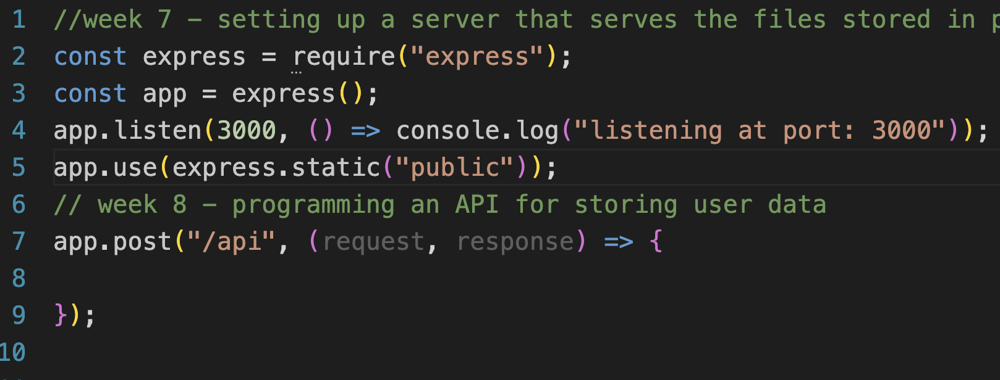 1 //week 7 – setting up a server that serves the files stored in
2 const express = require("express");
3 const app = express();
4 app.listen(3000, () => console.log("listening at port: 3000"));
5 app.use(express.static("public"));
6 // week 8 – programming an API for storing user data
7 app.post("/api", (request, response) => {
8
9 });
10